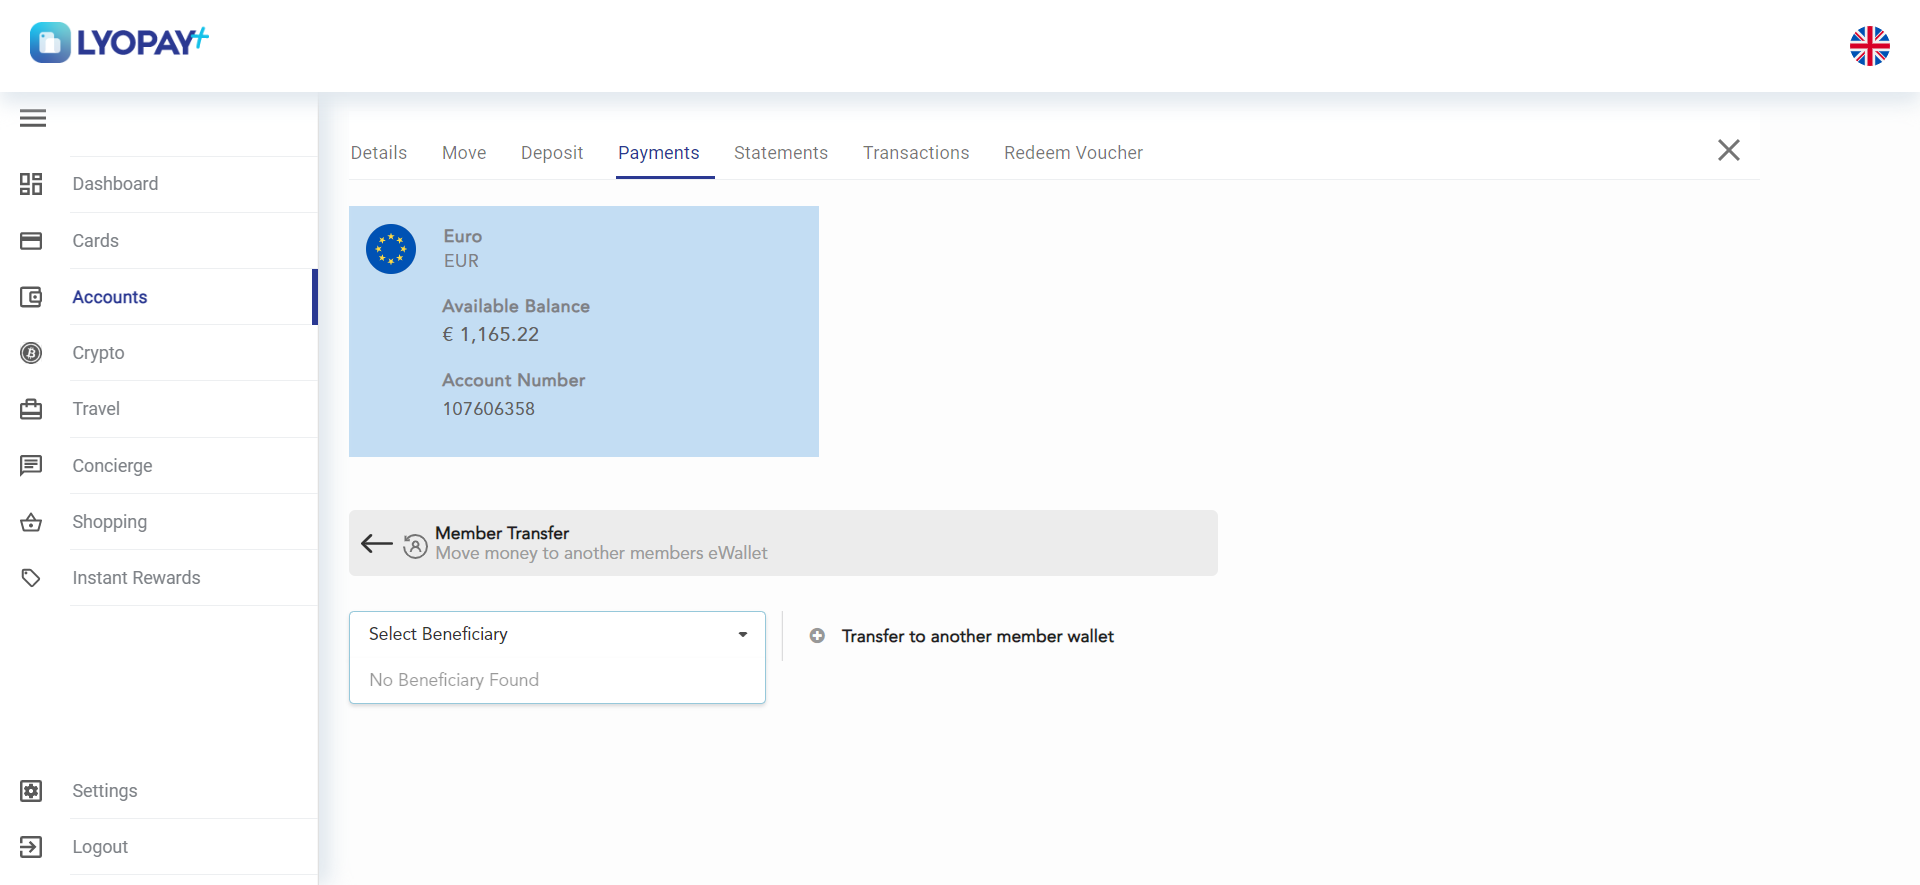 LYOPAY+
Details Move Deposit Payments Statements Transactions Redeem Voucher
Dashboard
Cards
Accounts
Crypto
Travel
Concierge
Shopping
Instant Rewards
Settings
Logout
Euro
EUR
Available Balance
€ 1,165.22
Account Number
107606358
Member Transfer
Move money to another members eWallet
Select Beneficiary
No Beneficiary Found
Transfer to another member wallet